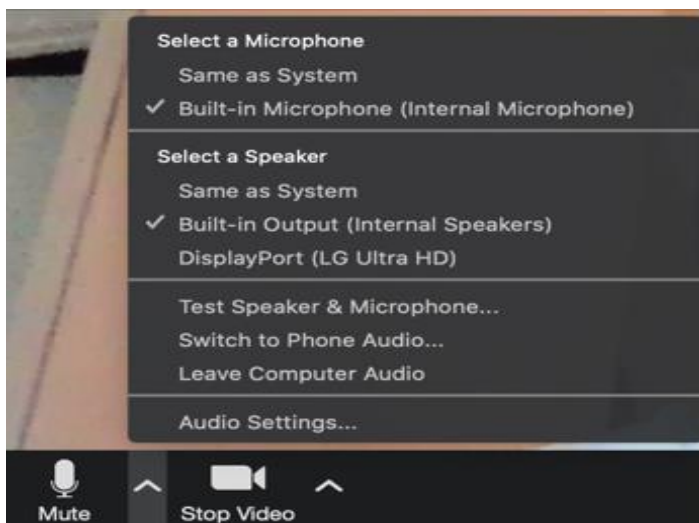 Select a Microphone
Same as System
Built-in Microphone (Internal Microphone)
Select a Speaker
Same as System
Built-in Output (Internal Speakers)
DisplayPort (LG Ultra HD)
Test Speaker & Microphone...
Switch to Phone Audio...
Leave Computer Audio
Audio Settings...
Mute
Stop Video